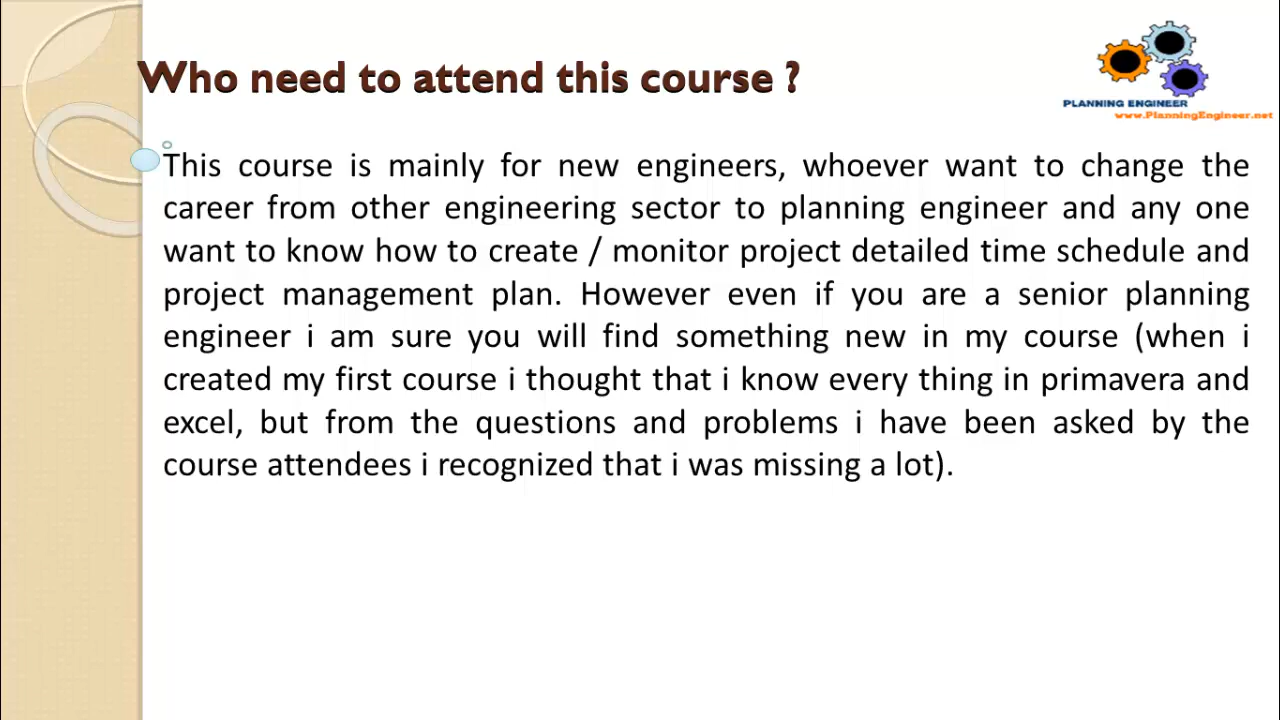 Who need to attend this course ?
PLANNING ENGINEER
www.PlanningEngineer.net
This course is mainly for new engineers, whoever want to change the
career from other engineering sector to planning engineer and any one
want to know how to create / monitor project detailed time schedule and
project management plan. However even if you are a senior planning
engineer i am sure you will find something new in my course (when i
created my first course i thought that i know every thing in primavera and
excel, but from the questions and problems i have been asked by the
course attendees i recognized that i was missing a lot).